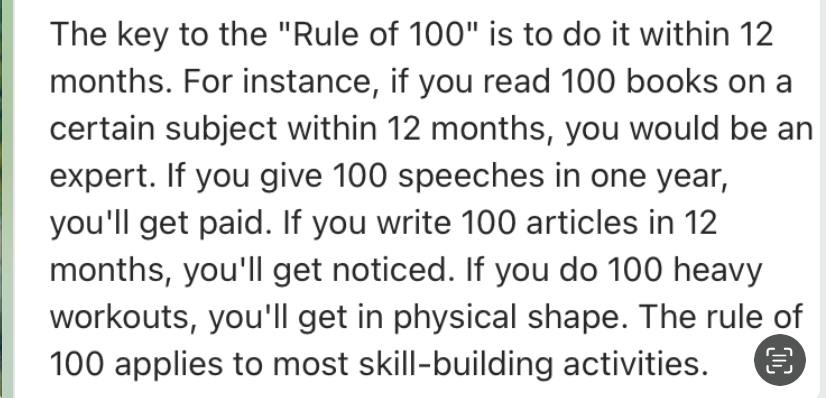 The key to the "Rule of 100" is to do it within 12
months. For instance, if you read 100 books on a
certain subject within 12 months, you would be an
expert. If you give 100 speeches in one year,
you'll get paid. If you write 100 articles in 12
months, you'll get noticed. If you do 100 heavy
workouts, you'll get in physical shape. The rule of
100 applies to most skill-building activities.